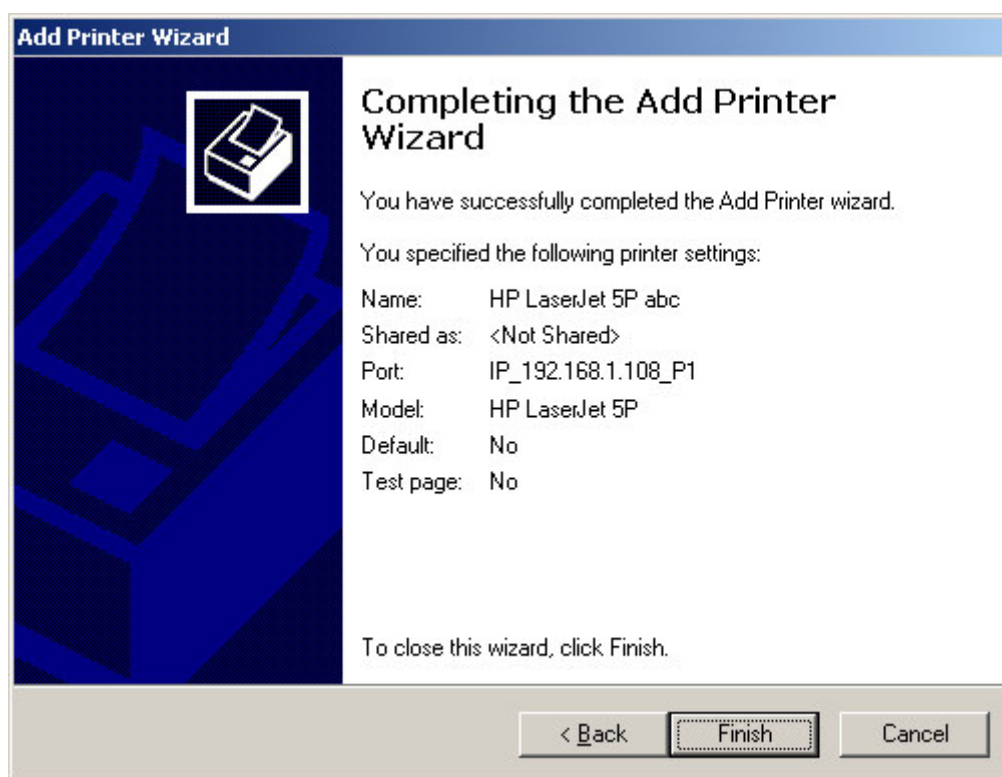 Add Printer Wizard
Completing the Add Printer
Wizard
You have successfully completed the Add Printer wizard.
You specified the following printer settings:
Name: HP LaserJet 5P abc
Shared as: <Not Shared>
Port: IP_192.168.1.108_P1
Model: HP LaserJet 5P
Default: No
Test page: No
To close this wizard, click Finish.
< Back Finish Cancel